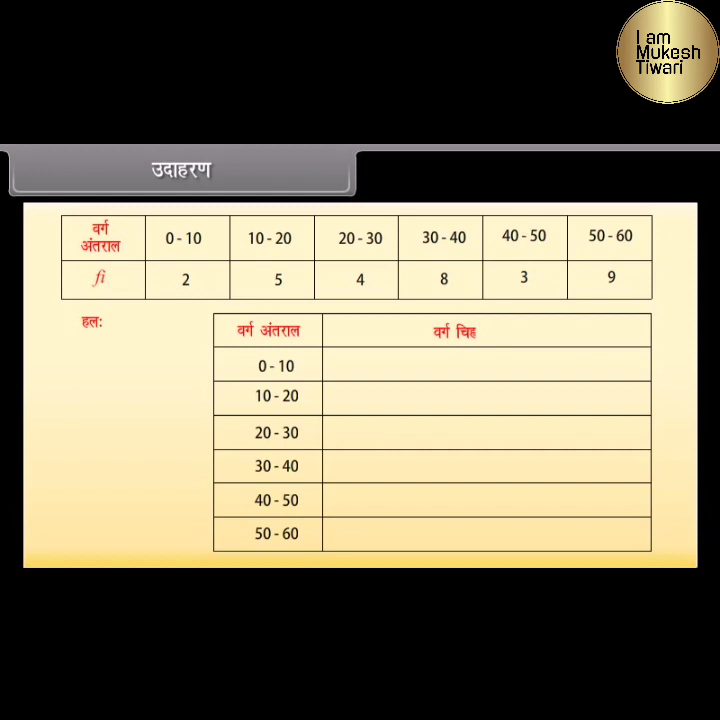 I am
Mukesh
Tiwari
उदाहरण
वर्ग अंतराल 0 - 10 10 - 20 20 - 30 30 - 40 40 - 50 50 - 60
fi 2 5 4 8 3 9
हल:
वर्ग अंतराल वर्ग चिह्न
0 - 10
10 - 20
20 - 30
30 - 40
40 - 50
50 - 60